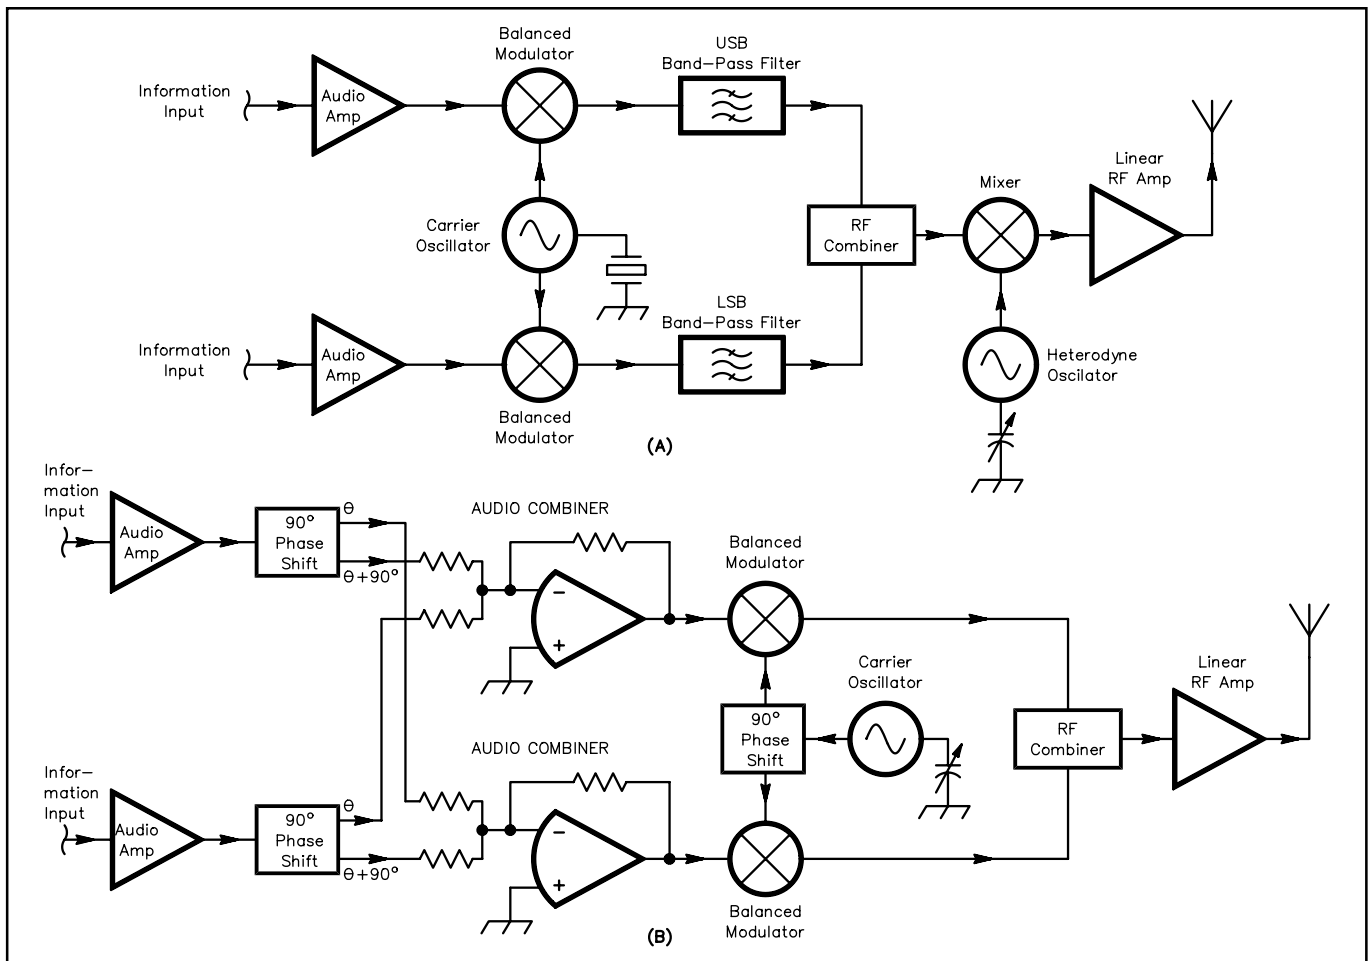 Balanced
Modulator
USB
Band-Pass Filter
Information
Input
Audio
Amp
Linear
RF Amp
Mixer
Carrier
Oscillator
RF
Combiner
LSB
Band-Pass Filter
Information
Input
Audio
Amp
Heterodyne
Oscilator
Balanced
Modulator
(A)
Infor-
mation
Input
Audio
Amp
90°
Phase
Shift
θ
θ+90°
AUDIO COMBINER
−
+
Balanced
Modulator
Carrier
Oscillator
Linear
RF Amp
90°
Phase
Shift
RF
Combiner
AUDIO COMBINER
Infor-
mation
Input
Audio
Amp
90°
Phase
Shift
θ
θ+90°
−
+
Balanced
Modulator
(B)